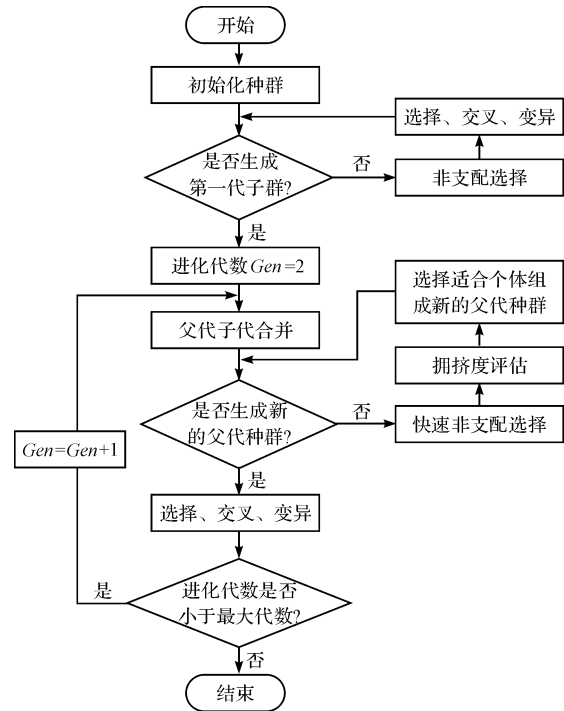 开始
初始化种群
选择、交叉、变异
是否生成
第一代子群?
否
非支配选择
是
进化代数Gen=2
选择适合个体组
成新的父代种群
父代子代合并
拥挤度评估
是否生成新
的父代种群?
否
快速非支配选择
Gen=Gen+1
是
选择、交叉、变异
进化代数是否
小于最大代数?
是
否
结束